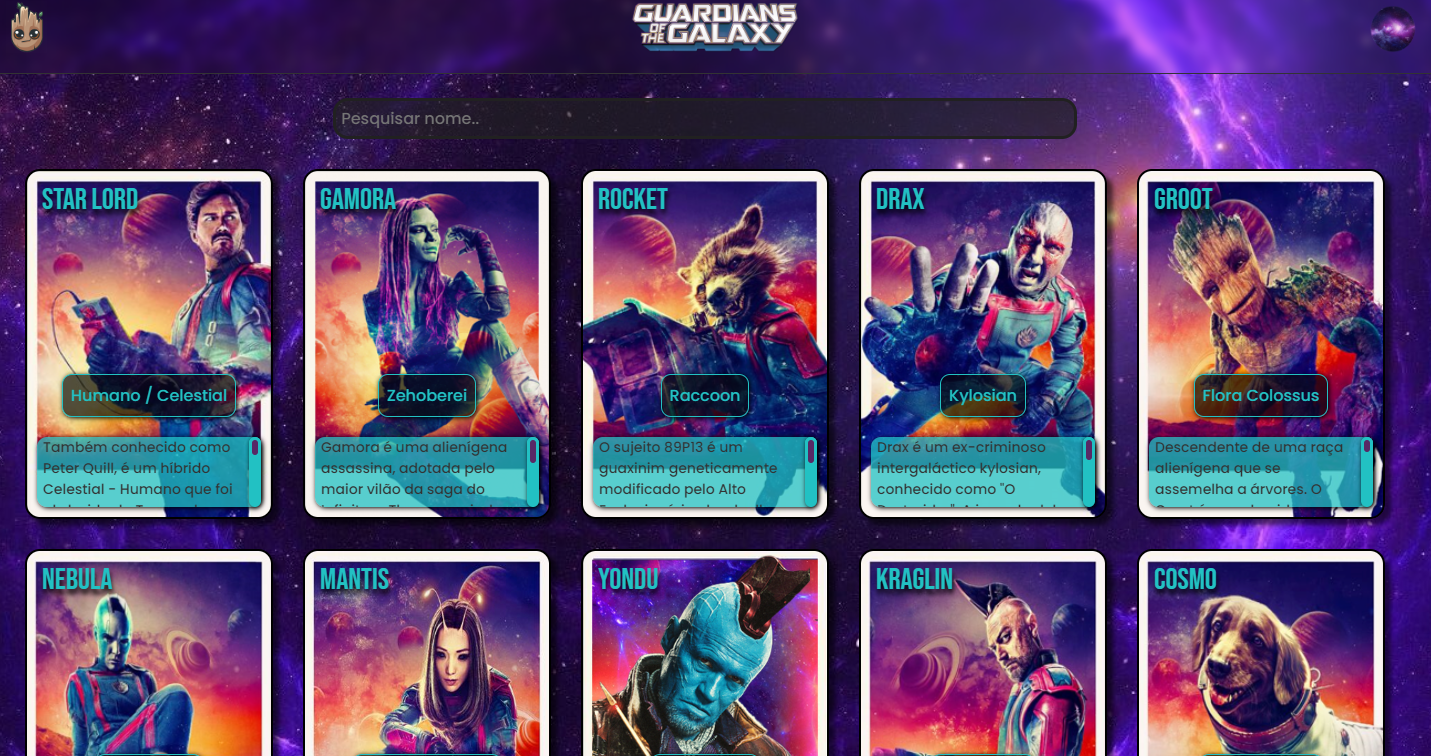 GUARDIANS
OF THE GALAXY
Pesquisar nome..
STAR LORD
Humano / Celestial
Também conhecido como
Peter Quill, é um híbrido
Celestial - Humano que foi
GAMORA
Zehoberei
Gamora é uma alienígena
assassina, adotada pelo
maior vilão da saga do
ROCKET
Raccoon
O sujeito 89P13 é um
guaxinim geneticamente
modificado pelo Alto
DRAX
Kylosian
Drax é um ex-criminoso
intergaláctico kylosian,
conhecido como "O
GROOT
Flora Colossus
Descendente de uma raça
alienígena que se
assemelha a árvores. O
NEBULA
MANTIS
YONDU
KRAGLIN
COSMO